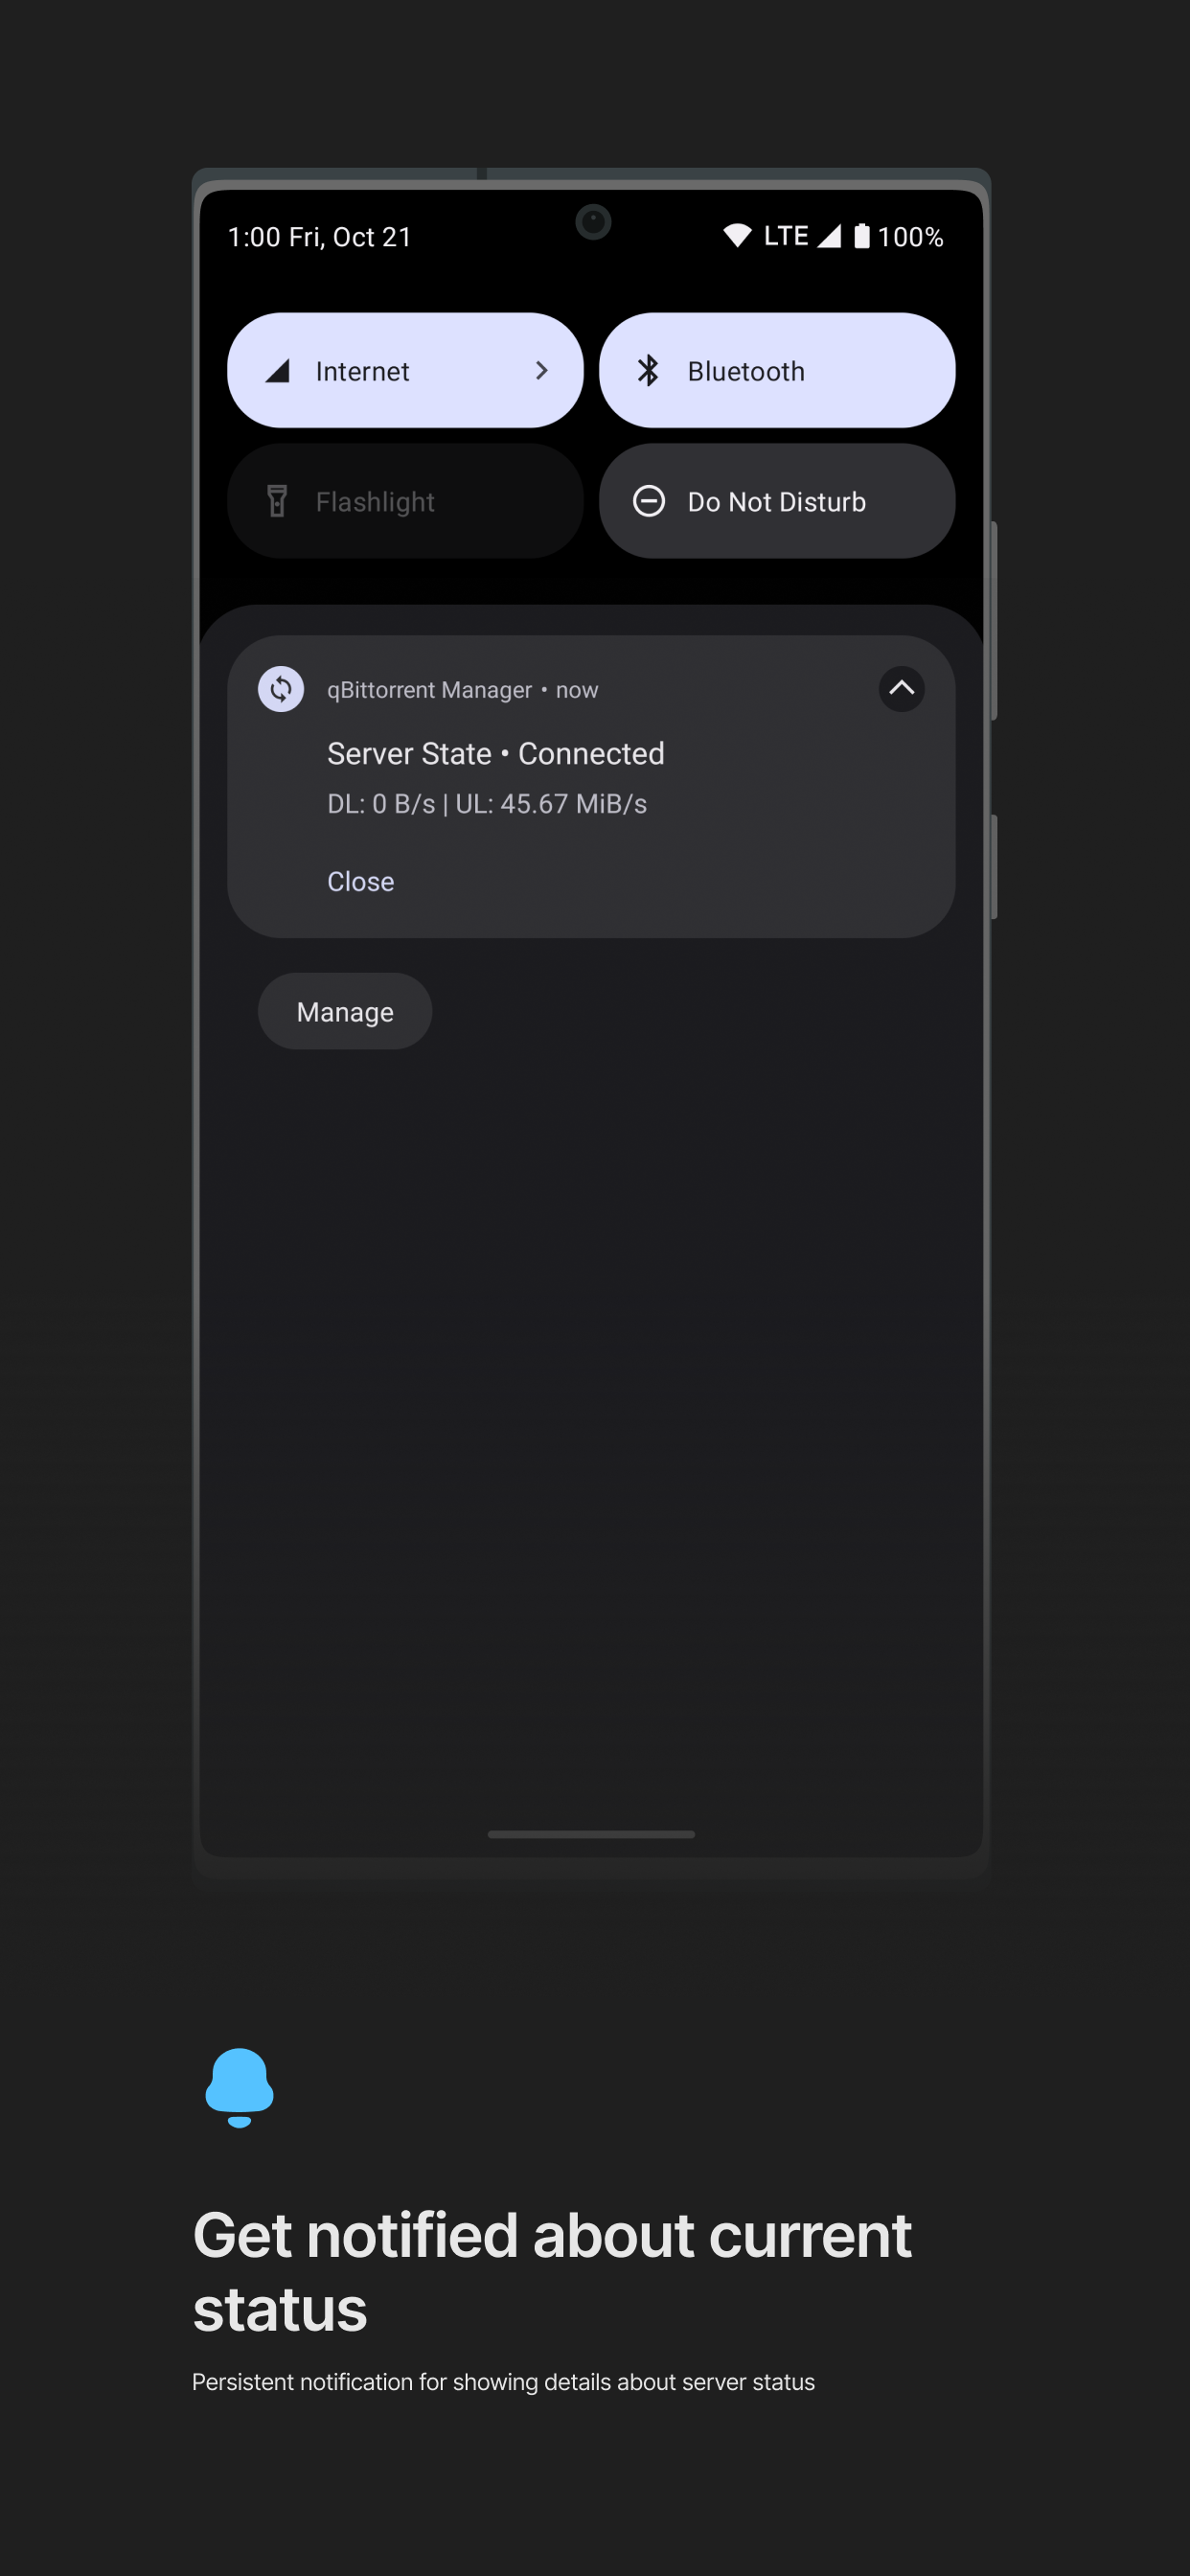 1:00 Fri, Oct 21
LTE 100%
Internet
Bluetooth
Flashlight
Do Not Disturb
qBittorrent Manager • now
Server State • Connected
DL: 0 B/s | UL: 45.67 MiB/s
Close
Manage
Get notified about current
status
Persistent notification for showing details about server status